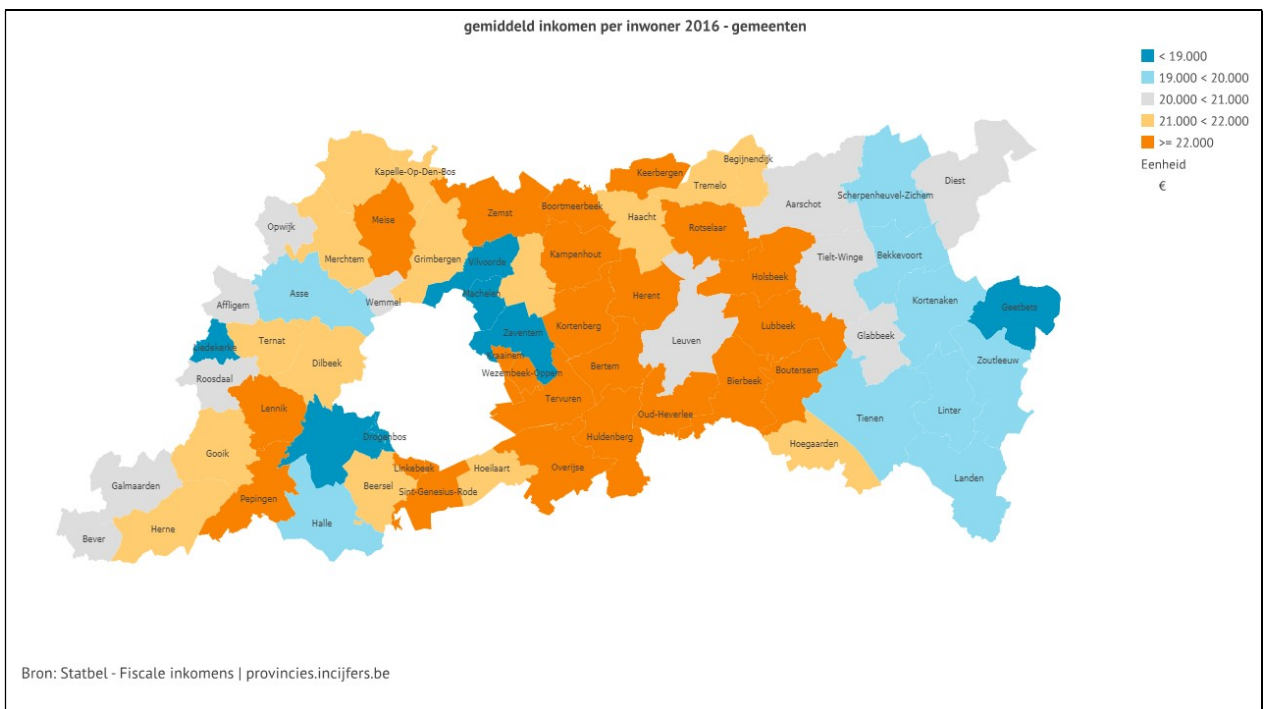 gemiddeld inkomen per inwoner 2016 - gemeenten
< 19.000
19.000 < 20.000
20.000 < 21.000
21.000 < 22.000
>= 22.000
Eenheid
€
Kapelle-Op-Den-Bos
Keerbergen
Begijnendijk
Tremelo
Diest
Scherpenheuvel-Zichem
Aarschot
Meise
Zemst
Boortmeerbeek
Haacht
Opwijk
Rotselaar
Merchtem
Grimbergen
Vilvoorde
Kampenhout
Tielt-Winge
Bekkevoort
Holsbeek
Asse
Machelen
Herent
Affligem
Wemmel
Kortenaken
Geetbets
Kortenberg
Lubbeek
Zaventem
Glabbeek
Ternat
Leuven
Liedekerke
Kraainem
Dilbeek
Zoutleeuw
Bertem
Wezembeek-Oppem
Boutersem
Roosdaal
Bierbeek
Tervuren
Lennik
Linter
Oud-Heverlee
Tienen
Drogenbos
Huldenberg
Hoegaarden
Gooik
Linkebeek
Hoeilaart
Overijse
Landen
Galmaarden
Beersel
Sint-Genesius-Rode
Pepingen
Halle
Herne
Bever
Bron: Statbel - Fiscale inkomens | provincies.incijfers.be